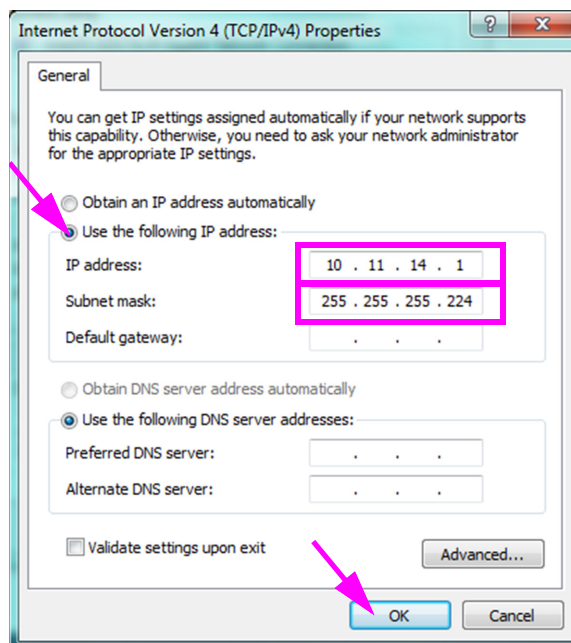 Internet Protocol Version 4 (TCP/IPv4) Properties
?
X
General
You can get IP settings assigned automatically if your network supports
this capability. Otherwise, you need to ask your network administrator
for the appropriate IP settings.
Obtain an IP address automatically
Use the following IP address:
IP address: 10 . 11 . 14 . 1
Subnet mask: 255 . 255 . 255 . 224
Default gateway: . . .
Obtain DNS server address automatically
Use the following DNS server addresses:
Preferred DNS server: . . .
Alternate DNS server: . . .
Validate settings upon exit
Advanced...
OK Cancel